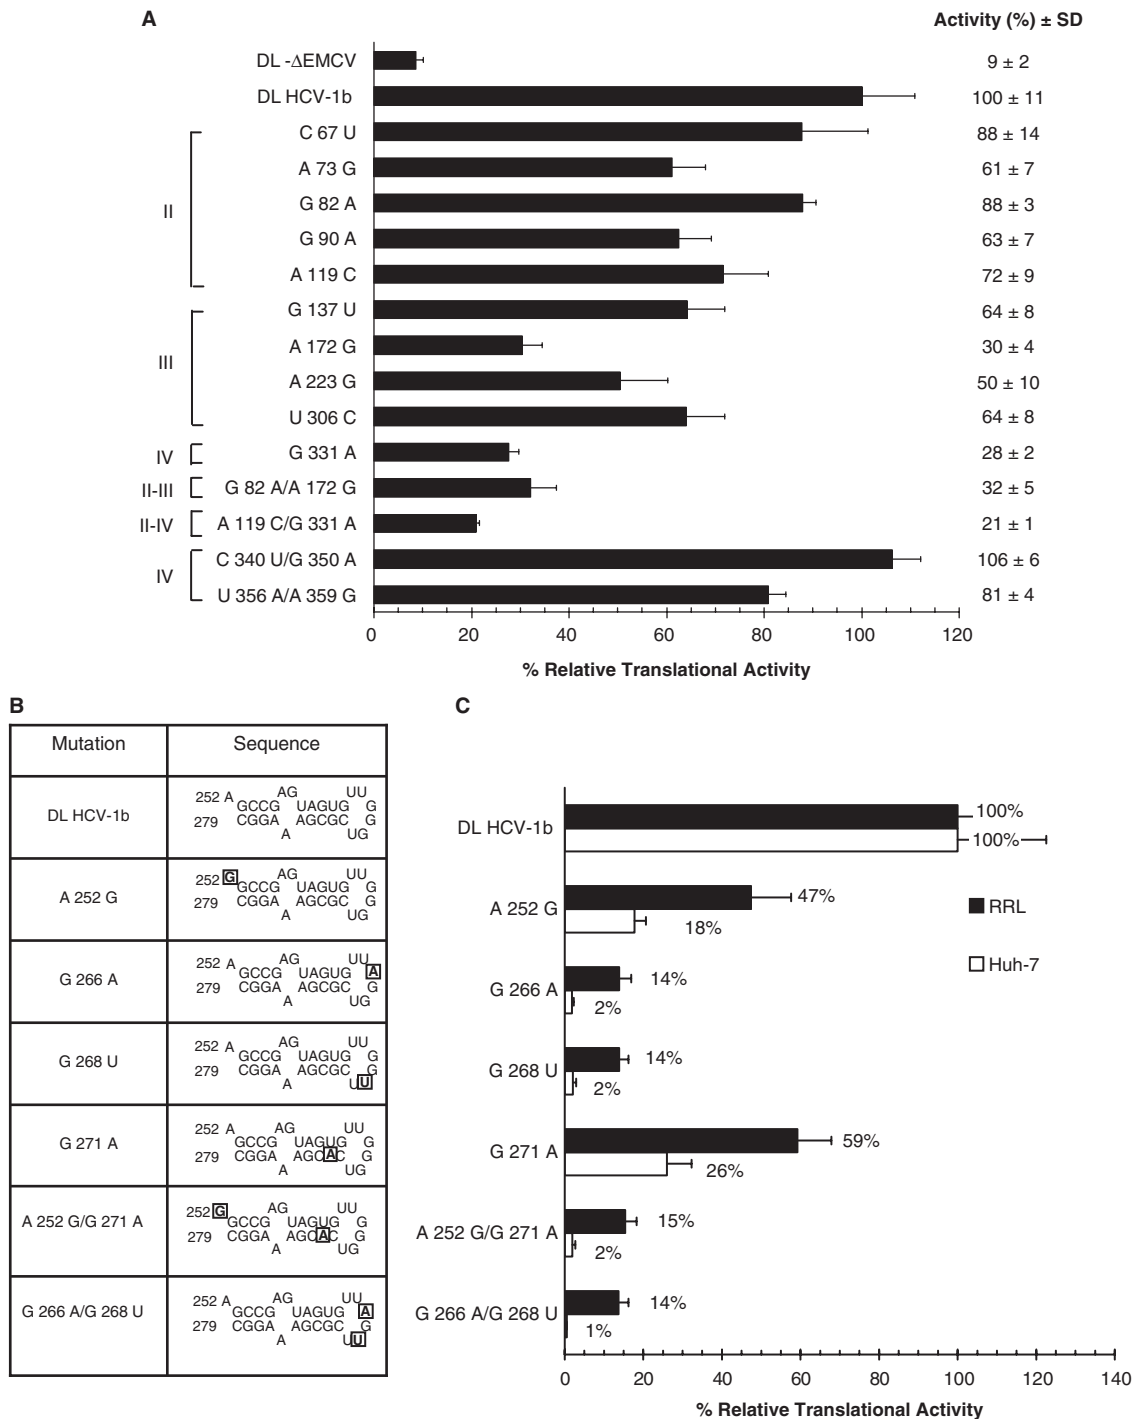 A
Activity (%) ± SD
DL -ΔEMCV 9 ± 2
DL HCV-1b 100 ± 11
C 67 U 88 ± 14
A 73 G 61 ± 7
II G 82 A 88 ± 3
G 90 A 63 ± 7
A 119 C 72 ± 9
G 137 U 64 ± 8
III A 172 G 30 ± 4
A 223 G 50 ± 10
U 306 C 64 ± 8
IV G 331 A 28 ± 2
II-III G 82 A/A 172 G 32 ± 5
II-IV A 119 C/G 331 A 21 ± 1
IV C 340 U/G 350 A 106 ± 6
U 356 A/A 359 G 81 ± 4
0 20 40 60 80 100 120
% Relative Translational Activity
B
Mutation Sequence
DL HCV-1b
252 A AG UU
GCCG UAGUG G
279 CGGA AGCGC G
A UG
A 252 G
252 G AG UU
GCCG UAGUG G
279 CGGA AGCGC G
A UG
G 266 A
252 A AG UU A
GCCG UAGUG
279 CGGA AGCGC G
A UG
G 268 U
252 A AG UU
GCCG UAGUG G
279 CGGA AGCGC G
A U U
G 271 A
252 A AG UU
GCCG UAGUG G
279 CGGA AGC A C G
A UG
A 252 G/G 271 A
252 G AG UU
GCCG UAGUG G
279 CGGA AGC A C G
A UG
G 266 A/G 268 U
252 A AG UU
GCCG UAGUG A
279 CGGA AGCGC G
A U U
C
DL HCV-1b 100%
100%
A 252 G 47%
18%
RRL
Huh-7
G 266 A 14%
2%
G 268 U 14%
2%
G 271 A 59%
26%
A 252 G/G 271 A 15%
2%
G 266 A/G 268 U 14%
1%
0 20 40 60 80 100 120 140
% Relative Translational Activity